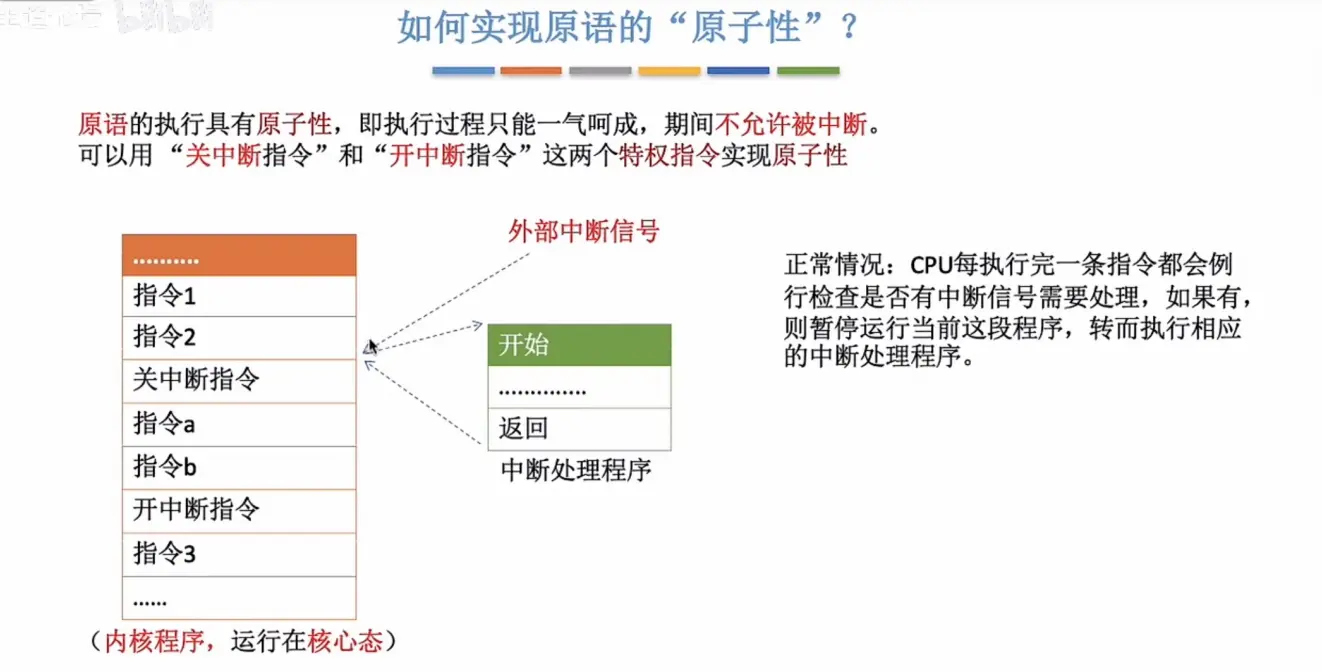 bilibili
如何实现原语的“原子性”？
原语的执行具有原子性，即执行过程只能一气呵成，期间不允许被中断。
可以用“关中断指令”和“开中断指令”这两个特权指令实现原子性
外部中断信号
..........
指令1
指令2
关中断指令
指令a
指令b
开中断指令
指令3
......
（内核程序，运行在核心态）
开始
..............
返回
中断处理程序
正常情况：CPU每执行完一条指令都会例
行检查是否有中断信号需要处理，如果有，
则暂停运行当前这段程序，转而执行相应
的中断处理程序。